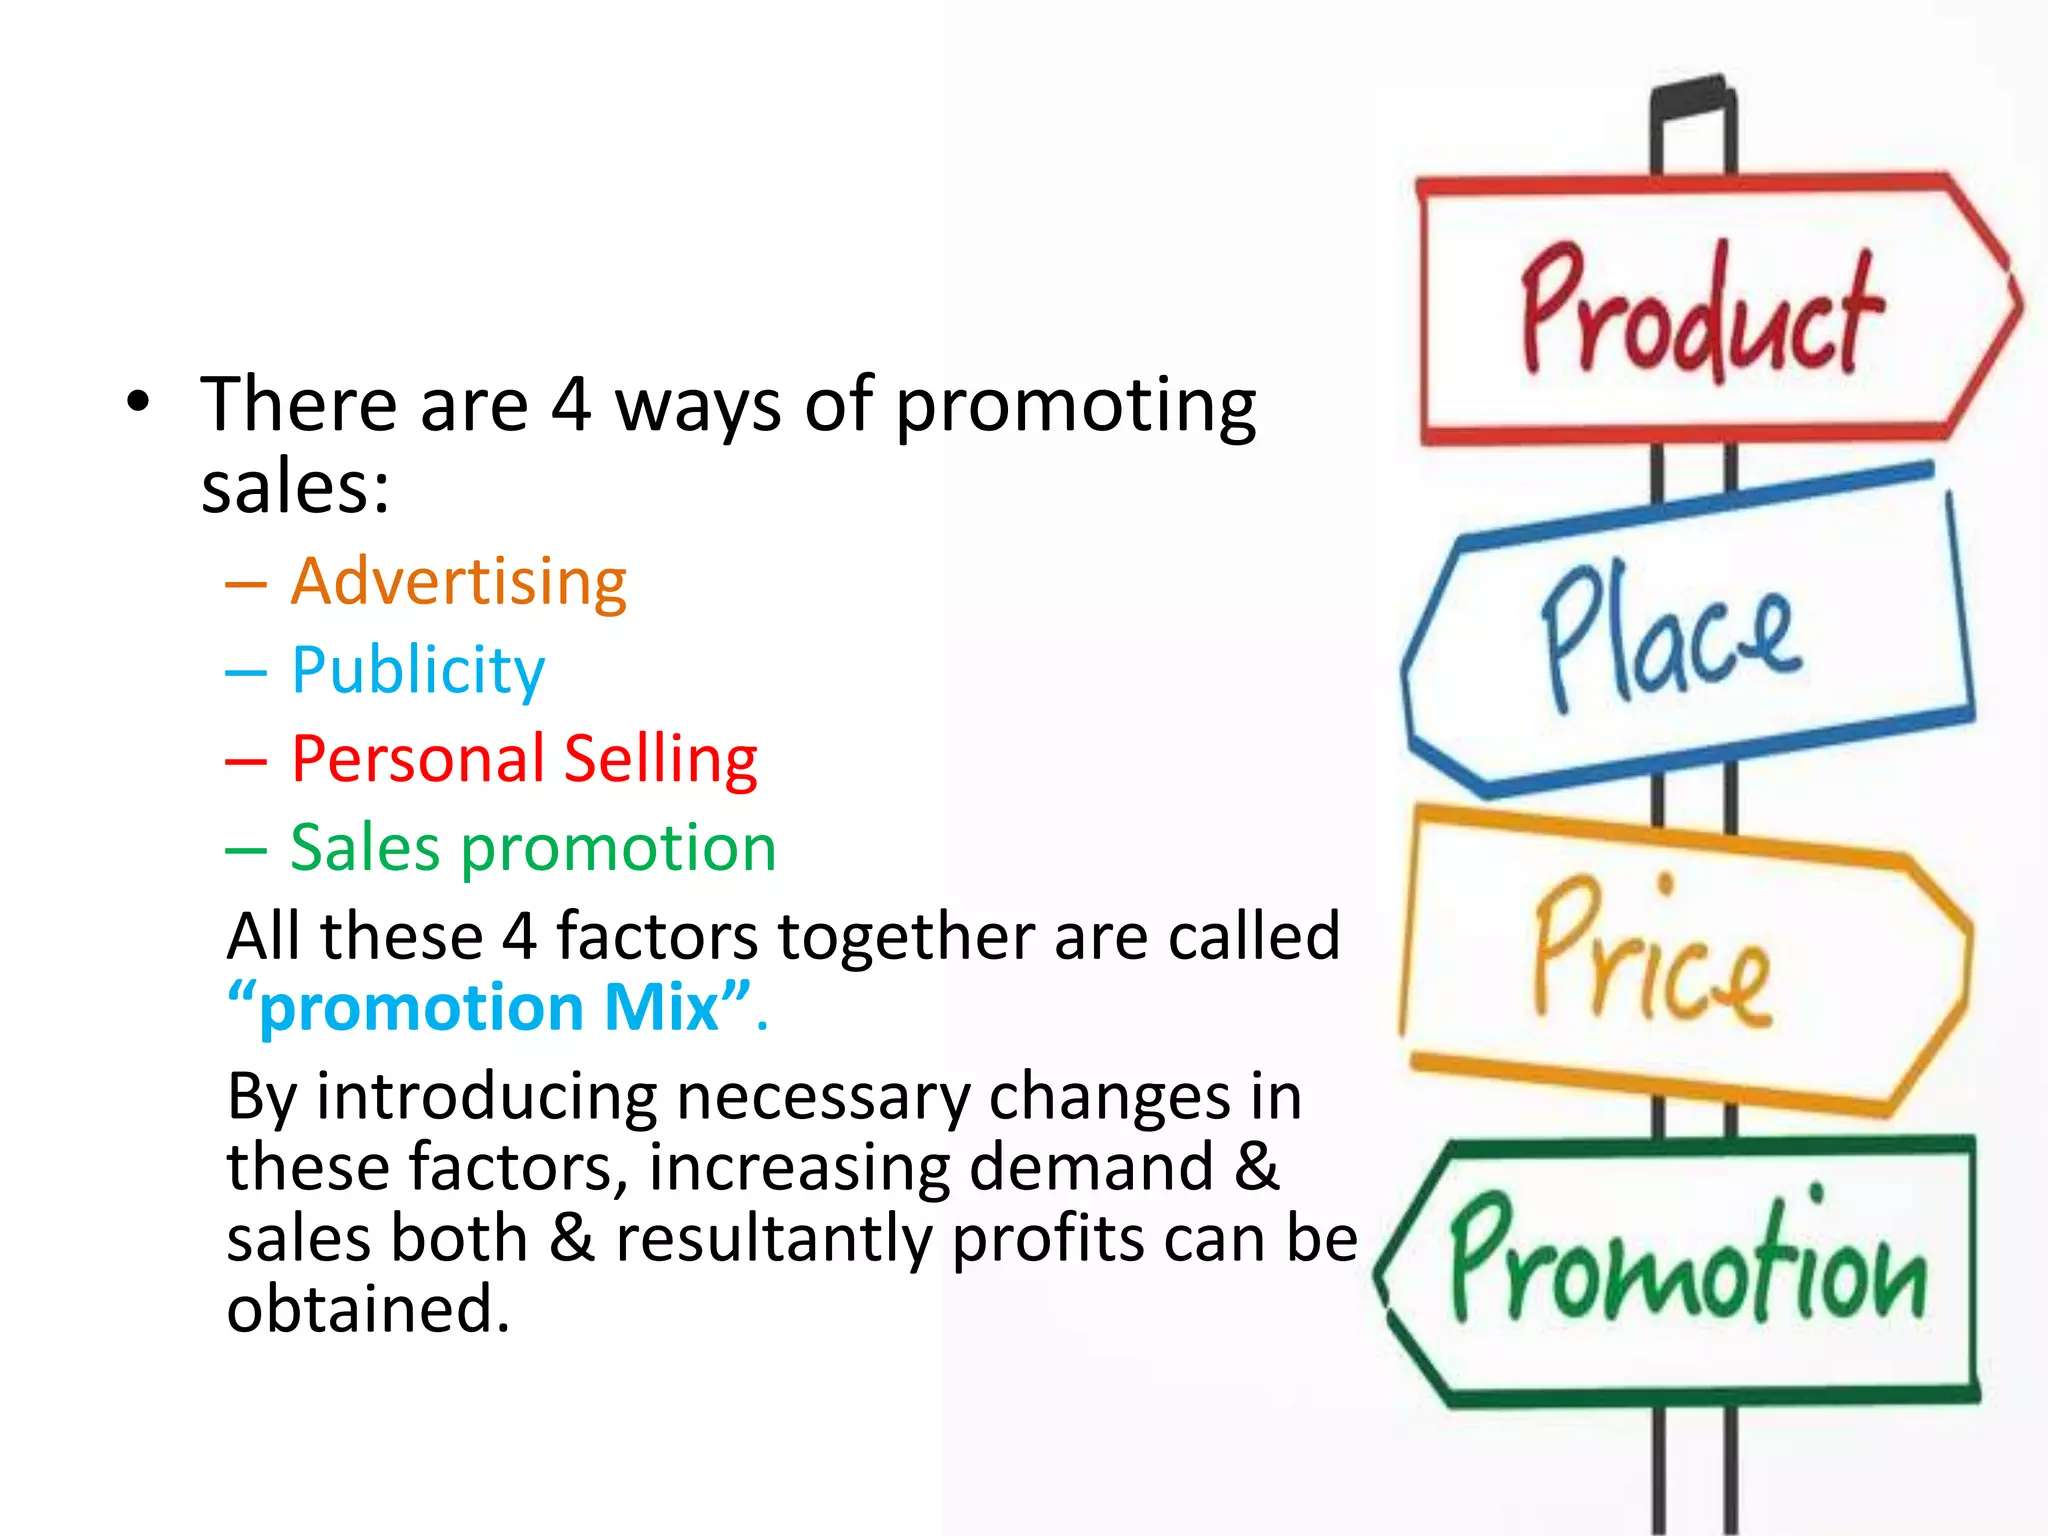 • There are 4 ways of promoting
sales:
– Advertising
– Publicity
– Personal Selling
– Sales promotion
All these 4 factors together are called
“promotion Mix”.
By introducing necessary changes in
these factors, increasing demand &
sales both & resultantly profits can be
obtained.
Product
Place
Price
Promotion